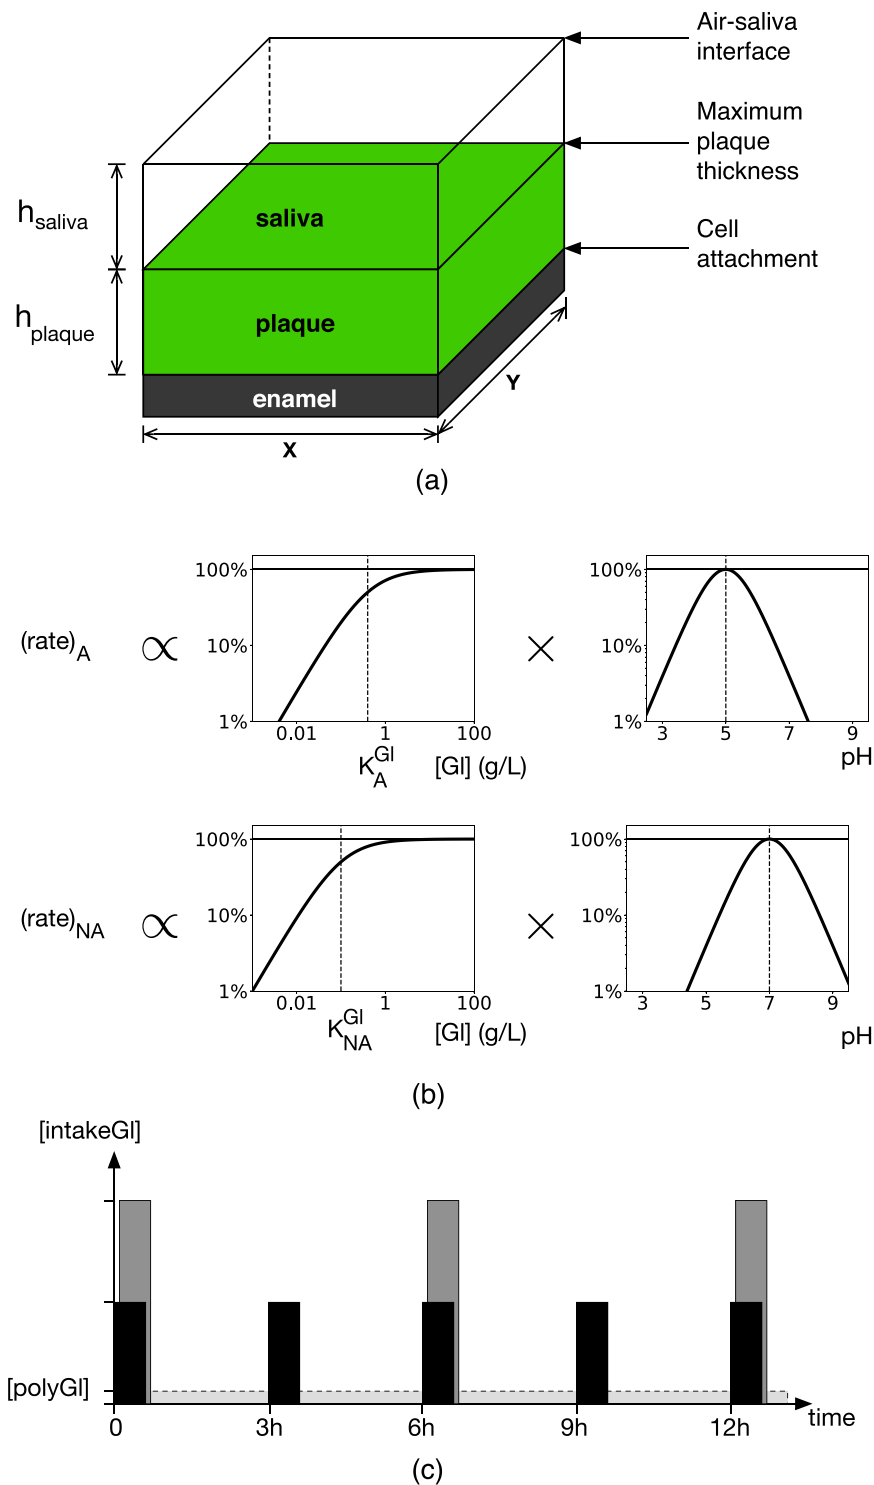 Air-saliva
interface
Maximum
plaque
thickness
h_saliva
saliva
Cell
attachment
h_plaque
plaque
enamel
Y
X
(a)
(rate)_A ∝ × 
100%
10%
1%
0.01 1 100
K_A^Gl [Gl] (g/L)
100%
10%
1%
3 5 7 9
pH
(rate)_NA ∝ ×
100%
10%
1%
0.01 1 100
K_NA^Gl [Gl] (g/L)
100%
10%
1%
3 5 7 9
pH
(b)
[intakeGl]
[polyGl]
0 3h 6h 9h 12h time
(c)